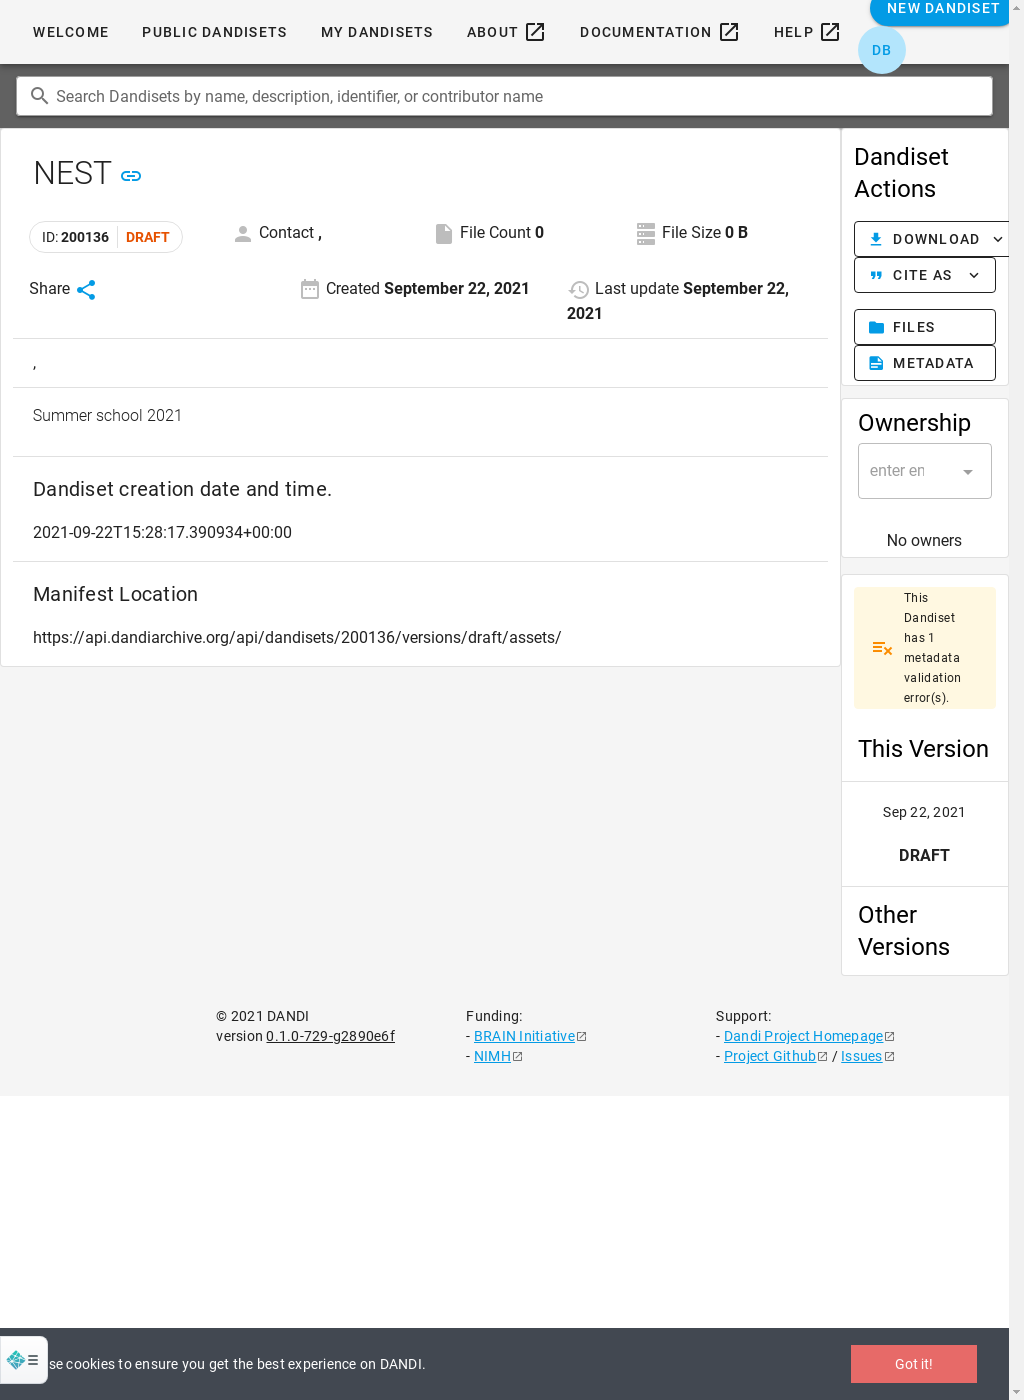 NEW DANDISET
WELCOME PUBLIC DANDISETS MY DANDISETS ABOUT DOCUMENTATION HELP
DB
Search Dandisets by name, description, identifier, or contributor name
NEST
ID: 200136 DRAFT Contact , File Count 0 File Size 0 B
Share Created September 22, 2021 Last update September 22,
2021
,
Summer school 2021
Dandiset creation date and time.
2021-09-22T15:28:17.390934+00:00
Manifest Location
https://api.dandiarchive.org/api/dandisets/200136/versions/draft/assets/
Dandiset
Actions
DOWNLOAD
CITE AS
FILES
METADATA
Ownership
enter
No owners
This
Dandiset
has 1
metadata
validation
error(s).
This Version
Sep 22, 2021
DRAFT
Other
Versions
© 2021 DANDI
version 0.1.0-729-g2890e6f
Funding:
- BRAIN Initiative
- NIMH
Support:
- Dandi Project Homepage
- Project Github / Issues
cookies to ensure you get the best experience on DANDI.
Got it!